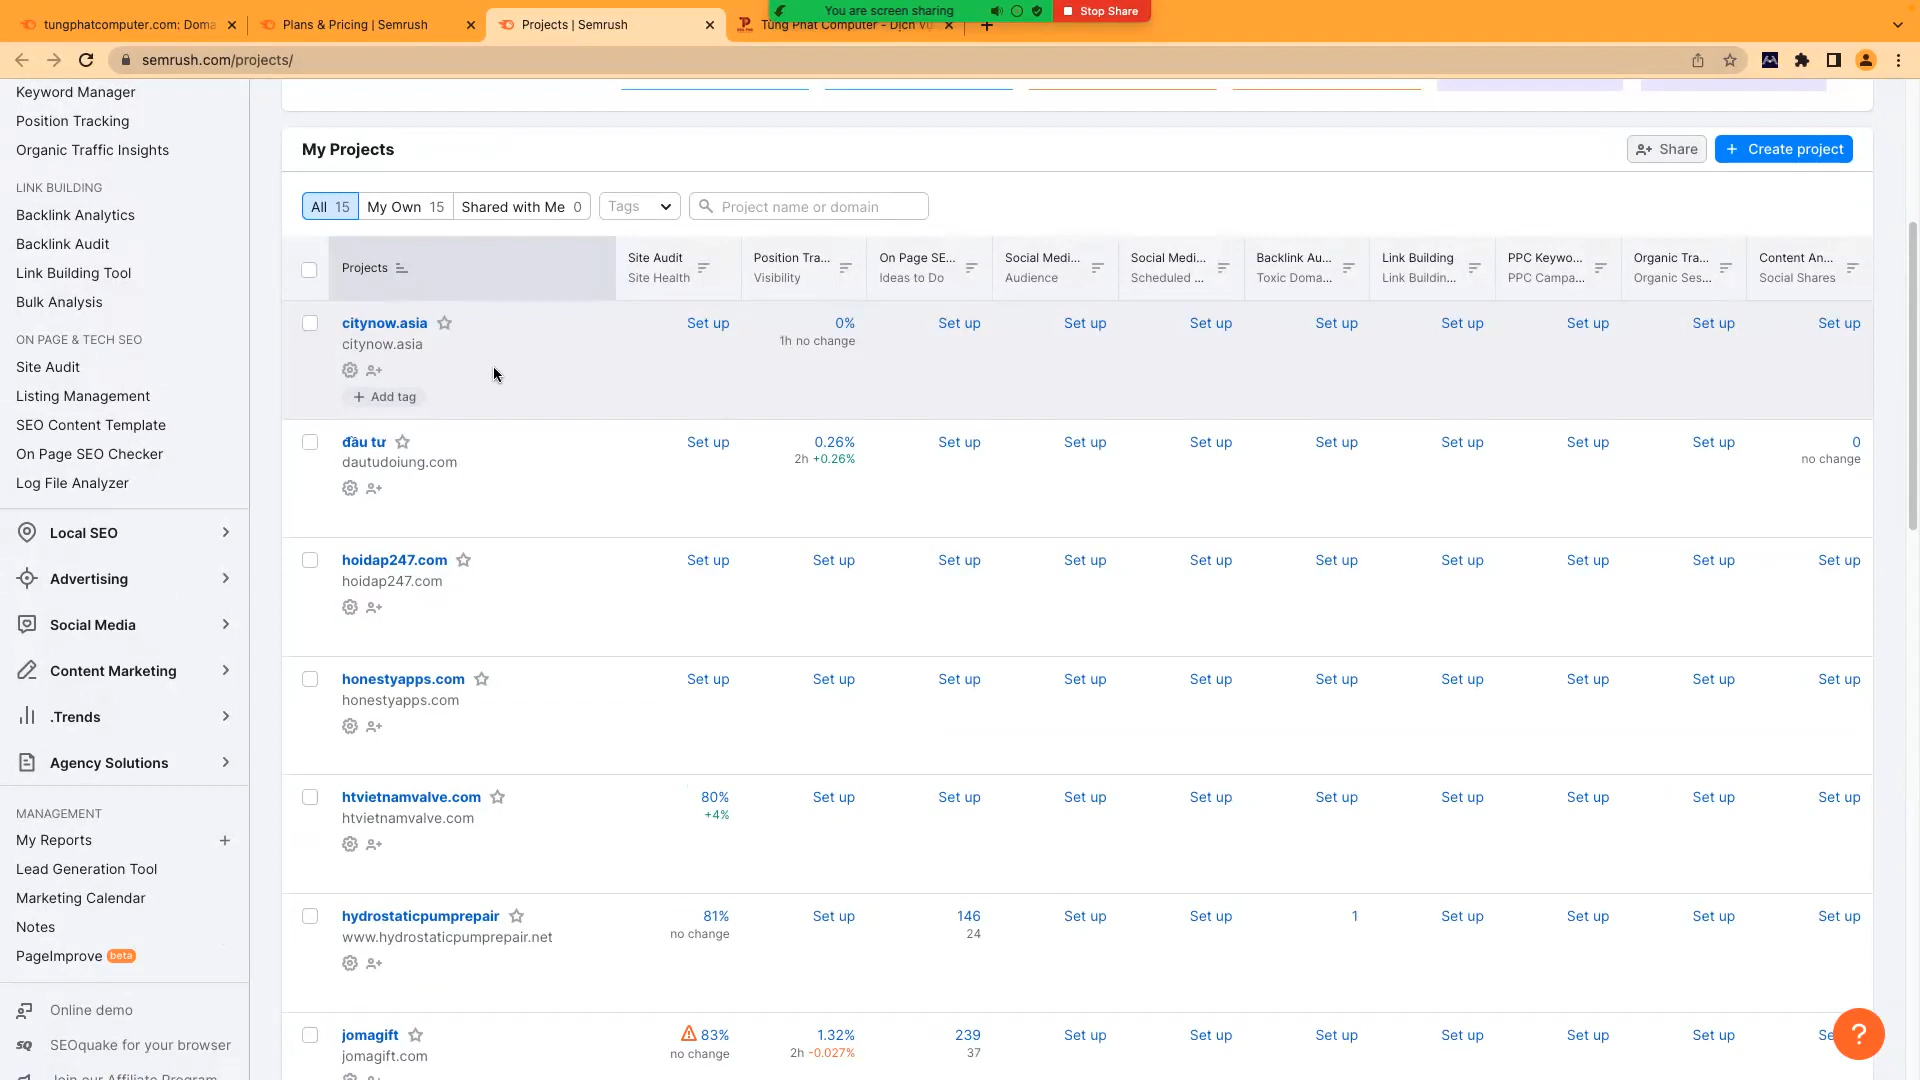 tungphatcomputer.com: Doma
Plans & Pricing | Semrush
Projects | Semrush
You are screen sharing
Stop Share
Tùng Phát Computer - Dịch Vụ
semrush.com/projects/
Keyword Manager
Position Tracking
Organic Traffic Insights
LINK BUILDING
Backlink Analytics
Backlink Audit
Link Building Tool
Bulk Analysis
ON PAGE & TECH SEO
Site Audit
Listing Management
SEO Content Template
On Page SEO Checker
Log File Analyzer
Local SEO
Advertising
Social Media
Content Marketing
.Trends
Agency Solutions
MANAGEMENT
My Reports
Lead Generation Tool
Marketing Calendar
Notes
PageImprove beta
Online demo
SQ SEOquake for your browser
Join our Affiliate Program
My Projects
Share
+ Create project
All 15 My Own 15 Shared with Me 0 Tags Project name or domain
Projects
Site Audit Position Tra... On Page SE... Social Medi... Social Medi... Backlink Au... Link Building PPC Keywo... Organic Tra... Content An...
Site Health Visibility Ideas to Do Audience Scheduled ... Toxic Doma... Link Buildin... PPC Campa... Organic Ses... Social Shares
citynow.asia Set up 0% Set up Set up Set up Set up Set up Set up Set up Set up
citynow.asia 1h no change
+ Add tag
đầu tư Set up 0.26% Set up Set up Set up Set up Set up Set up Set up 0
dautudoiung.com 2h +0.26% no change
hoidap247.com Set up Set up Set up Set up Set up Set up Set up Set up Set up Set up
hoidap247.com
honestyapps.com Set up Set up Set up Set up Set up Set up Set up Set up Set up Set up
honestyapps.com
htvietnamvalve.com 80% Set up Set up Set up Set up Set up Set up Set up Set up Set up
htvietnamvalve.com +4%
hydrostaticpumprepair 81% Set up 146 Set up Set up 1 Set up Set up Set up Set up
www.hydrostaticpumprepair.net no change 24
jomagift 83% 1.32% 239 Set up Set up Set up Set up Set up Set up Se
jomagift.com no change 2h -0.027% 37
?